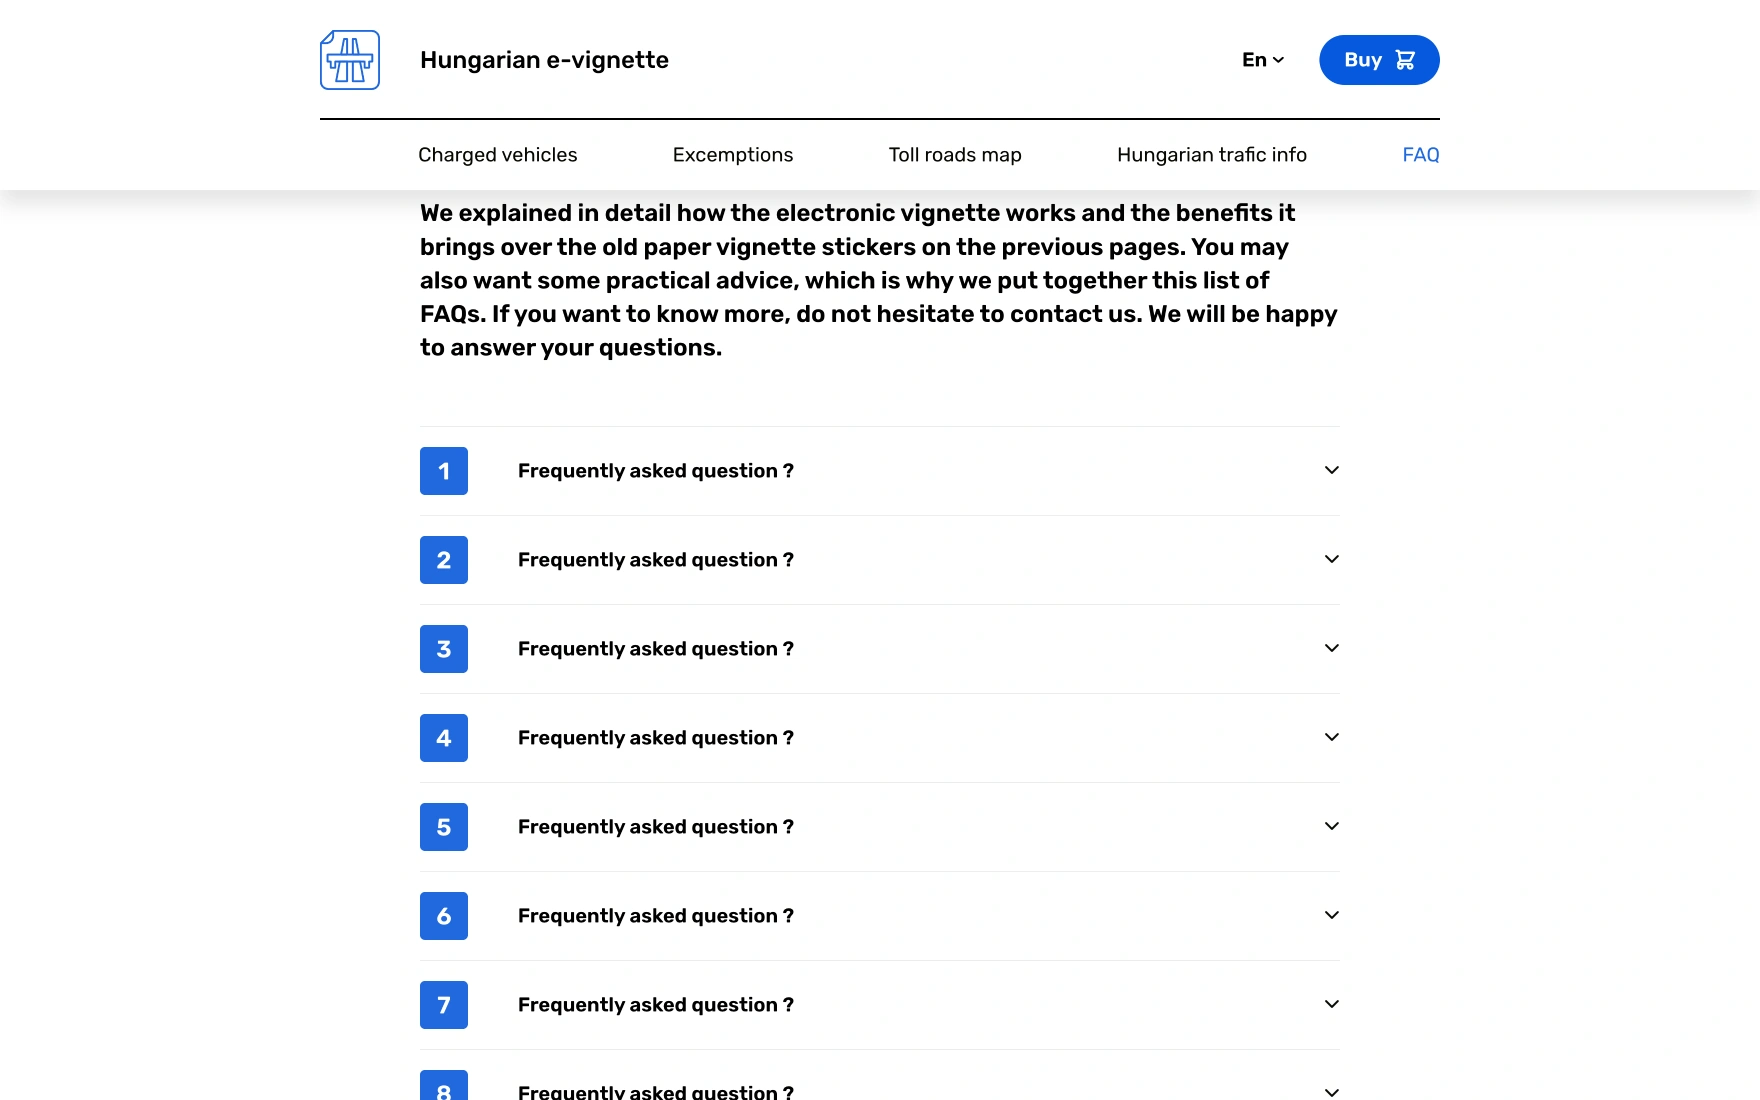 Hungarian e-vignette
En
Buy
Charged vehicles
Excemptions
Toll roads map
Hungarian trafic info
FAQ
We explained in detail how the electronic vignette works and the benefits it
brings over the old paper vignette stickers on the previous pages. You may
also want some practical advice, which is why we put together this list of
FAQs. If you want to know more, do not hesitate to contact us. We will be happy
to answer your questions.
1 Frequently asked question ?
2 Frequently asked question ?
3 Frequently asked question ?
4 Frequently asked question ?
5 Frequently asked question ?
6 Frequently asked question ?
7 Frequently asked question ?
8 Frequently asked question ?